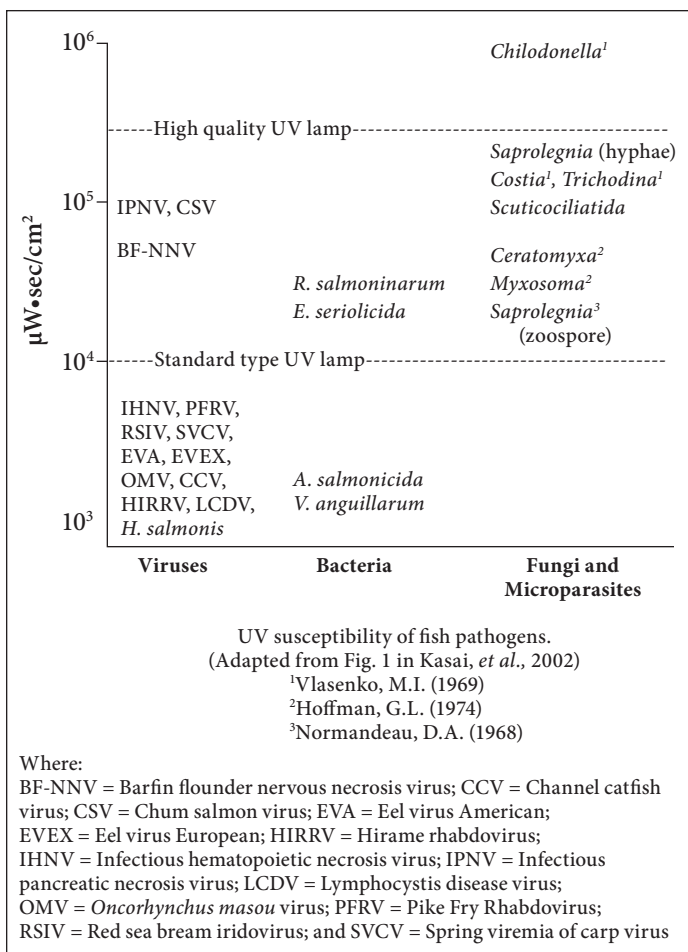 10⁶
Chilodonella¹
------High quality UV lamp------------------------------------------
Saprolegnia (hyphae)
Costia¹, Trichodina¹
10⁵
IPNV, CSV
Scuticociliatida
BF-NNV
Ceratomyxa²
R. salmoninarum
Myxosoma²
E. seriolicida
Saprolegnia³
(zoospore)
µW•sec/cm²
10⁴
------Standard type UV lamp----------------------------------------
IHNV, PFRV,
RSIV, SVCV,
EVA, EVEX,
OMV, CCV,
A. salmonicida
HIRRV, LCDV,
V. anguillarum
10³
H. salmonis
Viruses
Bacteria
Fungi and
Microparasites
UV susceptibility of fish pathogens.
(Adapted from Fig. 1 in Kasai, et al., 2002)
¹Vlasenko, M.I. (1969)
²Hoffman, G.L. (1974)
³Normandeau, D.A. (1968)
Where:
BF-NNV = Barfin flounder nervous necrosis virus; CCV = Channel catfish
virus; CSV = Chum salmon virus; EVA = Eel virus American;
EVEX = Eel virus European; HIRRV = Hirame rhabdovirus;
IHNV = Infectious hematopoietic necrosis virus; IPNV = Infectious
pancreatic necrosis virus; LCDV = Lymphocystis disease virus;
OMV = Oncorhynchus masou virus; PFRV = Pike Fry Rhabdovirus;
RSIV = Red sea bream iridovirus; and SVCV = Spring viremia of carp virus